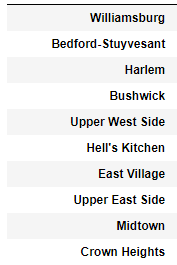 Williamsburg
Bedford-Stuyvesant
Harlem
Bushwick
Upper West Side
Hell's Kitchen
East Village
Upper East Side
Midtown
Crown Heights